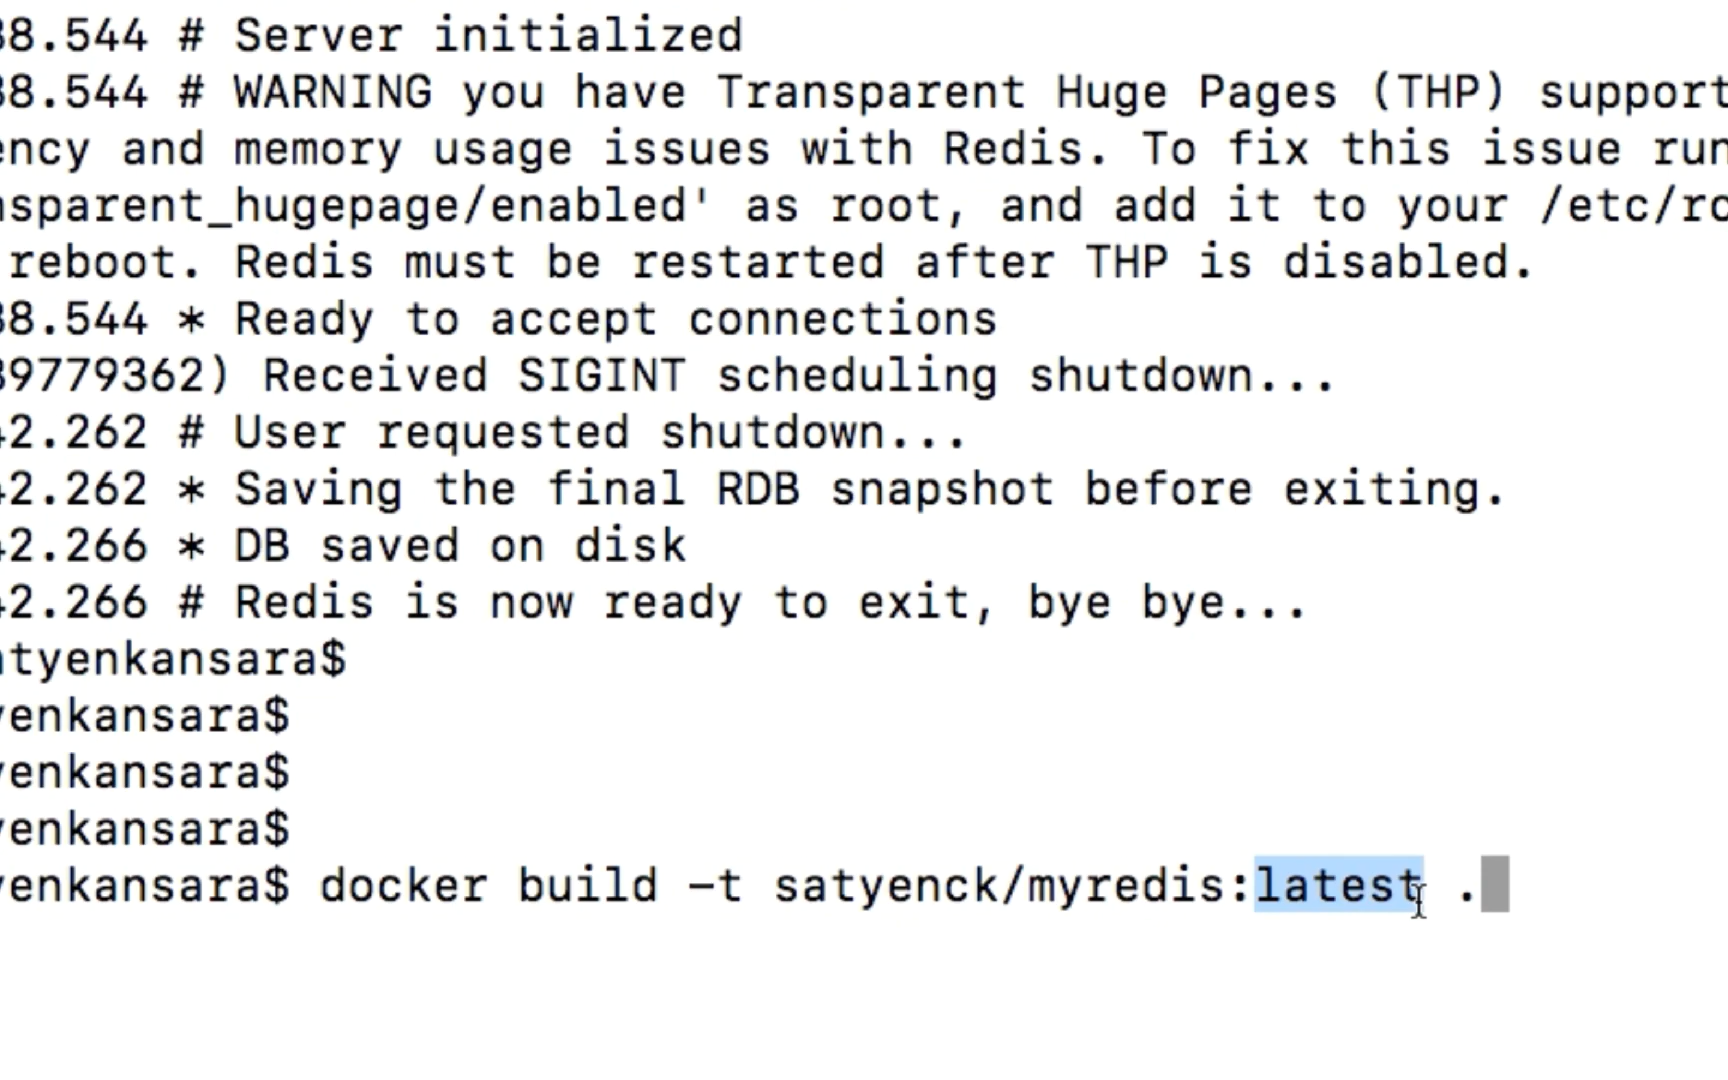 38.544 # Server initialized
38.544 # WARNING you have Transparent Huge Pages (THP) support
ency and memory usage issues with Redis. To fix this issue run
nsparent_hugepage/enabled' as root, and add it to your /etc/rc
reboot. Redis must be restarted after THP is disabled.
38.544 * Ready to accept connections
39779362) Received SIGINT scheduling shutdown...
42.262 # User requested shutdown...
42.262 * Saving the final RDB snapshot before exiting.
42.266 * DB saved on disk
42.266 # Redis is now ready to exit, bye bye...
atyenkansara$
yenkansara$
yenkansara$
yenkansara$
yenkansara$ docker build -t satyenck/myredis:latest .